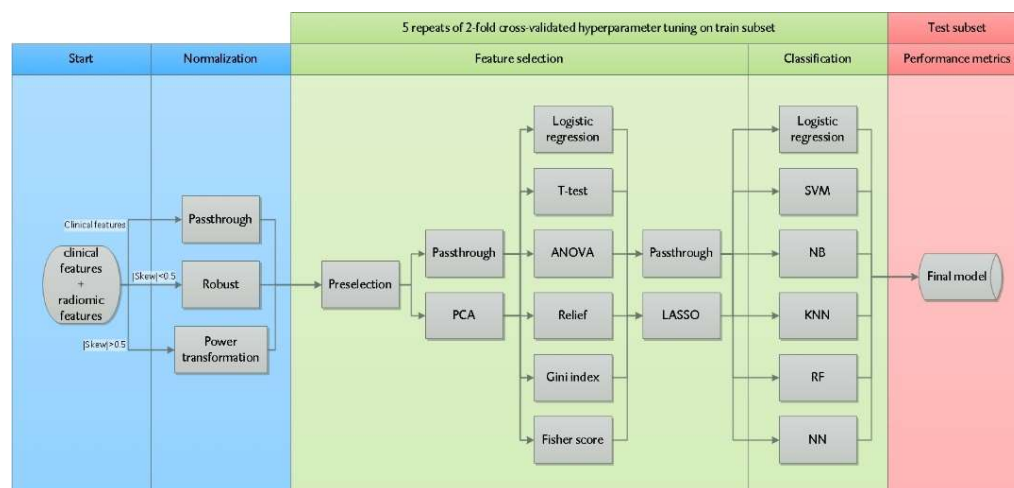 5 repeats of 2-fold cross-validated hyperparameter tuning on train subset
Test subset
Start
Normalization
Feature selection
Classification
Performance metrics
Clinical features
|Skew|<0.5
|Skew|>0.5
clinical
features
+
radiomic
features
Passthrough
Robust
Power
transformation
Preselection
Passthrough
PCA
Logistic
regression
T-test
ANOVA
Relief
Gini index
Fisher score
Passthrough
LASSO
Logistic
regression
SVM
NB
KNN
RF
NN
Final model